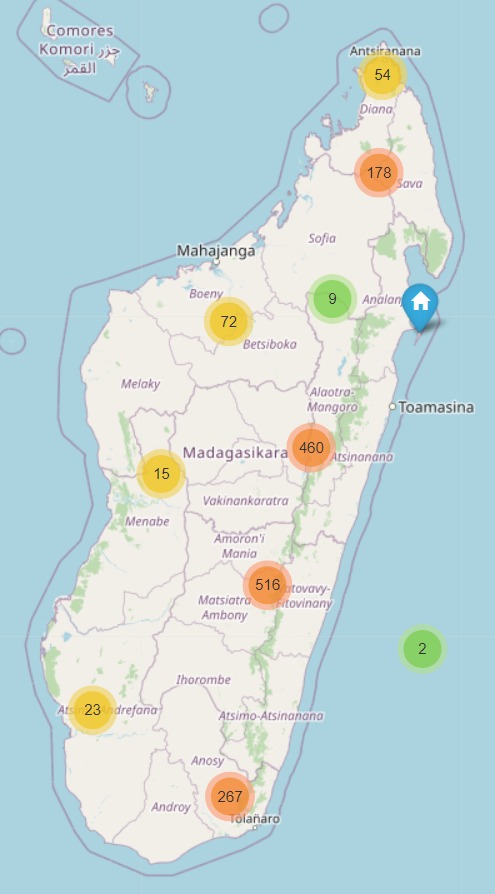 Comores
Komori جزر
القمر
Antsiranana
54
Diana
178
Sava
Sofia
Mahajanga
9
Boeny
Analan
72
Betsiboka
Melaky
Alaotra-
Mangoro
Toamasina
460
Madagasikara
Atsinanana
15
Vakinankaratra
Menabe
Amoron'i
Mania
516
atovavy-
Fitovinany
Matsiatra
Ambony
2
Ihorombe
23
Atsimo-Andrefana
Atsimo-Atsinanana
Anosy
267
Androy
Tolañaro